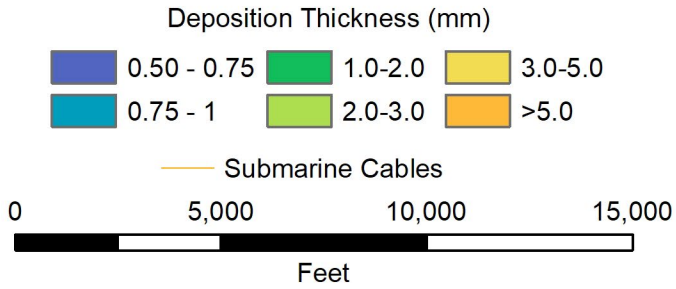 Deposition Thickness (mm)
0.50 - 0.75 1.0-2.0 3.0-5.0
0.75 - 1 2.0-3.0 >5.0
Submarine Cables
0 5,000 10,000 15,000
Feet